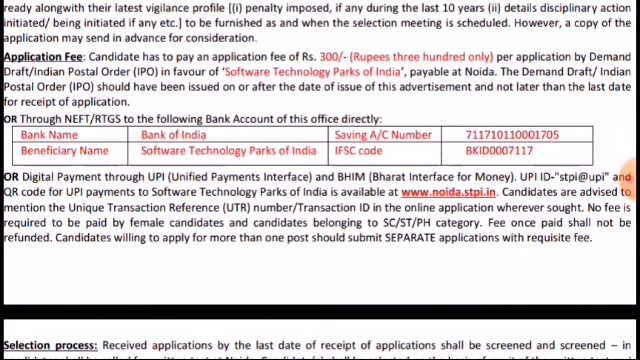 ready alongwith their latest vigilance profile [(i) penalty imposed, if any during the last 10 years (ii) details disciplinary action
initiated/ being initiated if any etc.] to be furnished as and when the selection meeting is scheduled. However, a copy of the
application may send in advance for consideration.
Application Fee: Candidate has to pay an application fee of Rs. 300/- (Rupees three hundred only) per application by Demand
Draft/Indian Postal Order (IPO) in favour of 'Software Technology Parks of India', payable at Noida. The Demand Draft/ Indian
Postal Order (IPO) should have been issued on or after the date of issue of this advertisement and not later than the last date
for receipt of application.
OR Through NEFT/RTGS to the following Bank Account of this office directly:
Bank Name Bank of India Saving A/C Number 711710110001705
Beneficiary Name Software Technology Parks of India IFSC code BKID0007117
OR Digital Payment through UPI (Unified Payments Interface) and BHIM (Bharat Interface for Money). UPI ID-"stpi@upi" and
QR code for UPI payments to Software Technology Parks of India is available at www.noida.stpi.in. Candidates are advised to
mention the Unique Transaction Reference (UTR) number/Transaction ID in the online application wherever sought. No fee is
required to be paid by female candidates and candidates belonging to SC/ST/PH category. Fee once paid shall not be
refunded. Candidates willing to apply for more than one post should submit SEPARATE applications with requisite fee.
Selection process: Received applications by the last date of receipt of applications shall be screened and screened – in